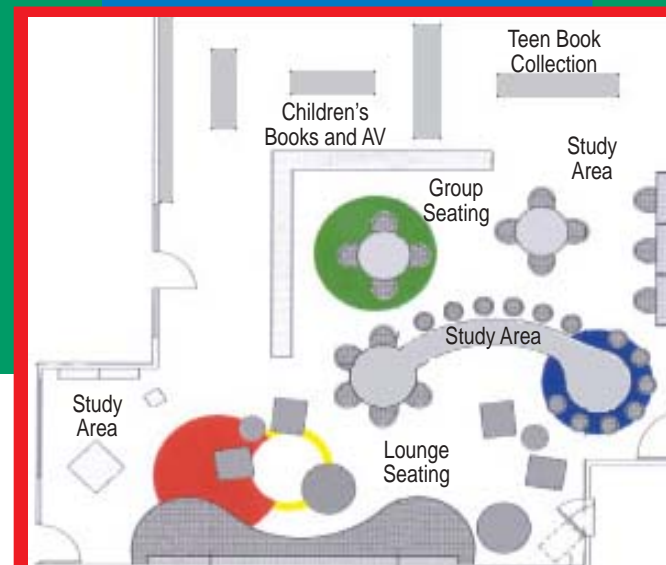 Teen Book
Collection
Children's
Books and AV
Study
Area
Group
Seating
Study Area
Study
Area
Lounge
Seating